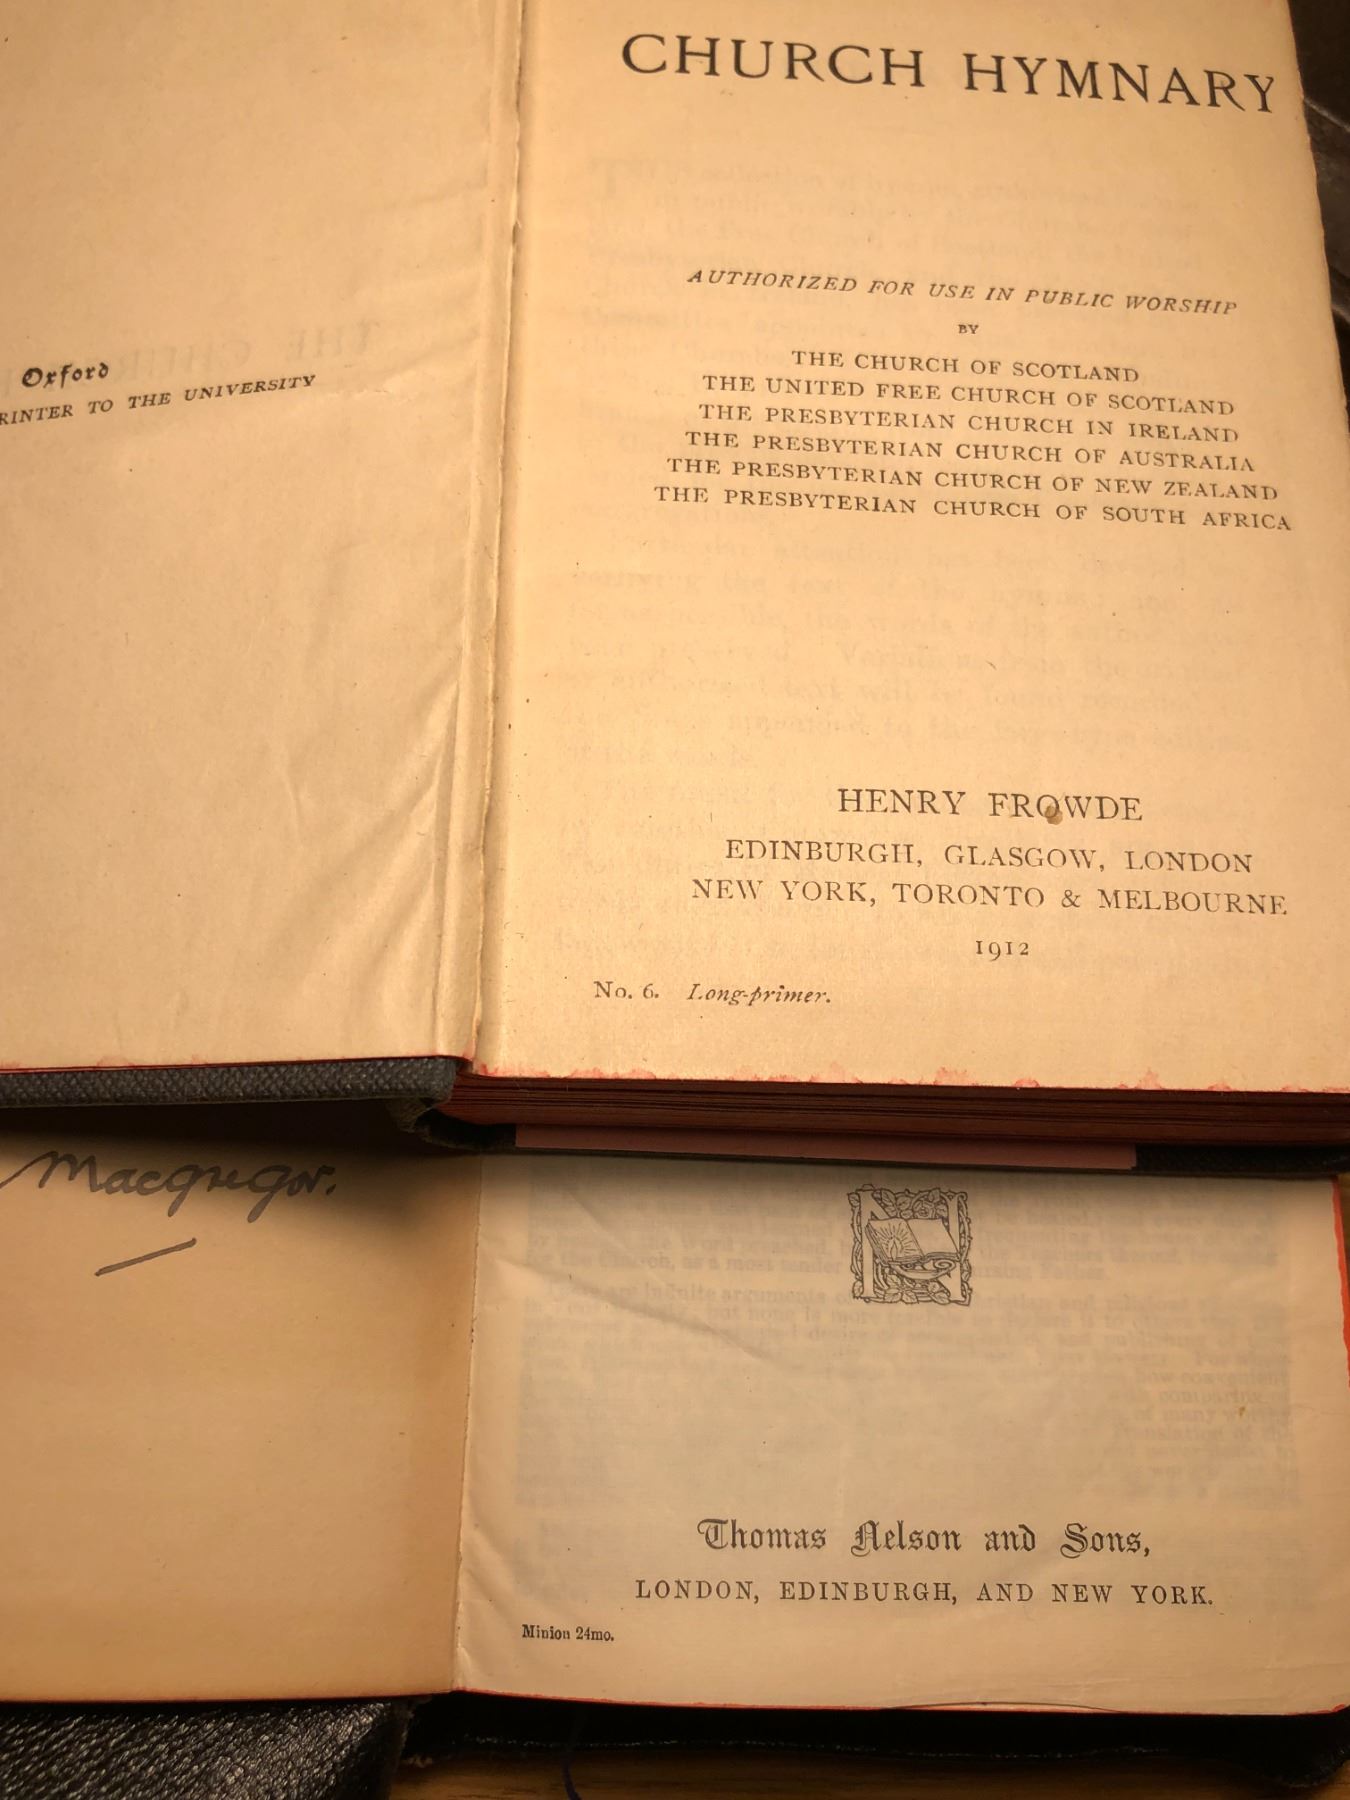 CHURCH HYMNARY
AUTHORIZED FOR USE IN PUBLIC WORSHIP
BY
THE CHURCH OF SCOTLAND
THE UNITED FREE CHURCH OF SCOTLAND
THE PRESBYTERIAN CHURCH IN IRELAND
THE PRESBYTERIAN CHURCH OF AUSTRALIA
THE PRESBYTERIAN CHURCH OF NEW ZEALAND
THE PRESBYTERIAN CHURCH OF SOUTH AFRICA
HENRY FROWDE
EDINBURGH, GLASGOW, LONDON
NEW YORK, TORONTO & MELBOURNE
1912
No. 6. Long-primer.
Oxford
RINTER TO THE UNIVERSITY
Macgregor.
Thomas Nelson and Sons,
LONDON, EDINBURGH, AND NEW YORK.
Minion 24mo.